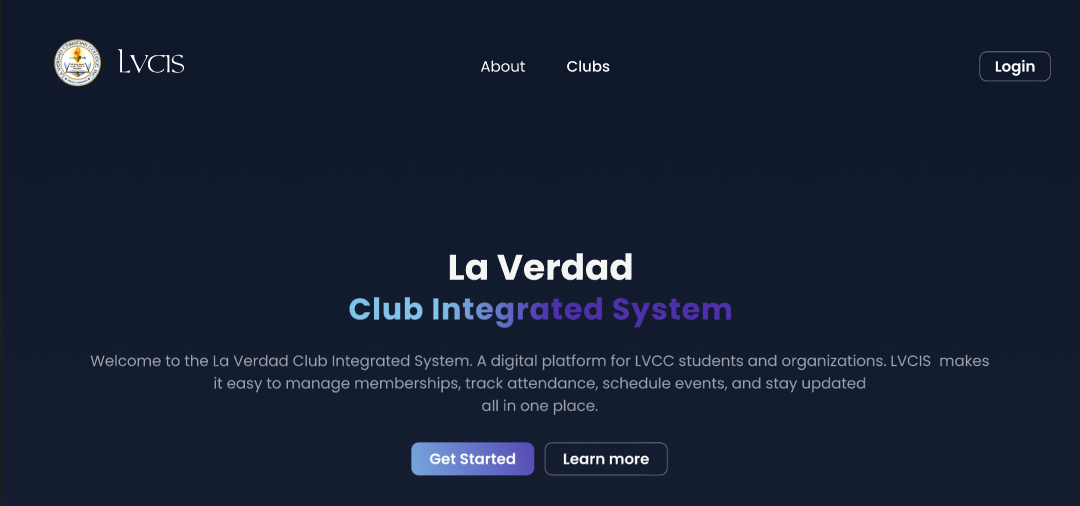 LVCIS
About
Clubs
Login
La Verdad
Club Integrated System
Welcome to the La Verdad Club Integrated System. A digital platform for LVCC students and organizations. LVCIS makes
it easy to manage memberships, track attendance, schedule events, and stay updated
all in one place.
Get Started
Learn more